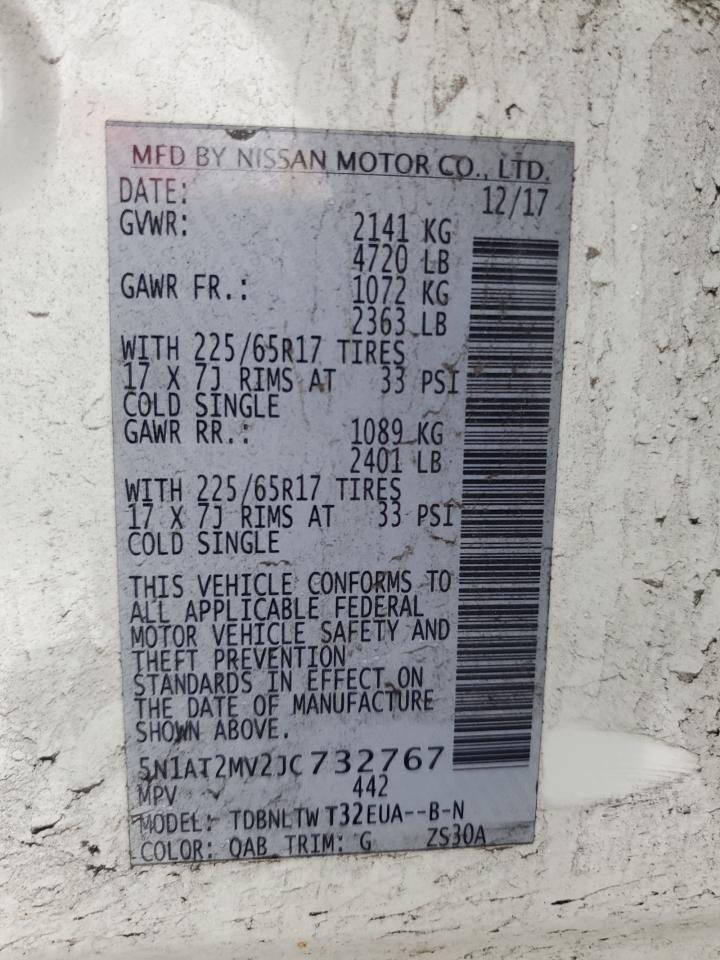 MFD BY NISSAN MOTOR CO., LTD.
DATE: 12/17
GVWR: 2141 KG
4720 LB
GAWR FR.: 1072 KG
2363 LB
WITH 225/65R17 TIRES
17 X 7J RIMS AT 33 PSI
COLD SINGLE
GAWR RR.: 1089 KG
2401 LB
WITH 225/65R17 TIRES
17 X 7J RIMS AT 33 PSI
COLD SINGLE
THIS VEHICLE CONFORMS TO
ALL APPLICABLE FEDERAL
MOTOR VEHICLE SAFETY AND
THEFT PREVENTION
STANDARDS IN EFFECT ON
THE DATE OF MANUFACTURE
SHOWN ABOVE.
5N1AT2MV2JC732767
MPV 442
MODEL: TDBNLTW T32EUA--B-N
COLOR: QAB TRIM: G ZS30A